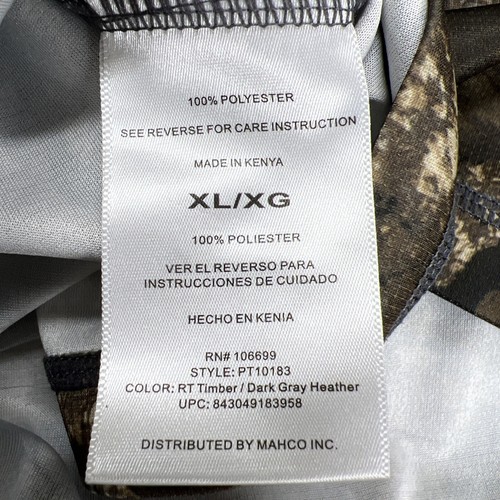 100% POLYESTER
SEE REVERSE FOR CARE INSTRUCTION
MADE IN KENYA
XL/XG
100% POLIESTER
VER EL REVERSO PARA
INSTRUCCIONES DE CUIDADO
HECHO EN KENIA
RN# 106699
STYLE: PT10183
COLOR: RT Timber / Dark Gray Heather
UPC: 843049183958
DISTRIBUTED BY MAHCO INC.